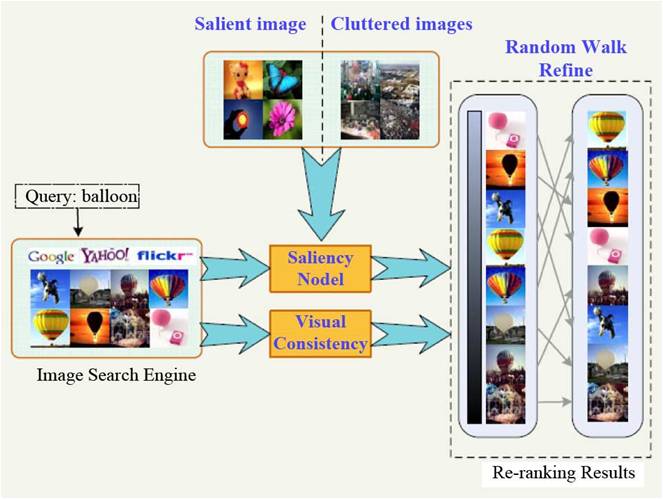 Salient image
Cluttered images
Random Walk
Refine
Query: balloon
Google YAHOO! flickr
Saliency
Nodel
Visual
Consistency
Image Search Engine
Re-ranking Results